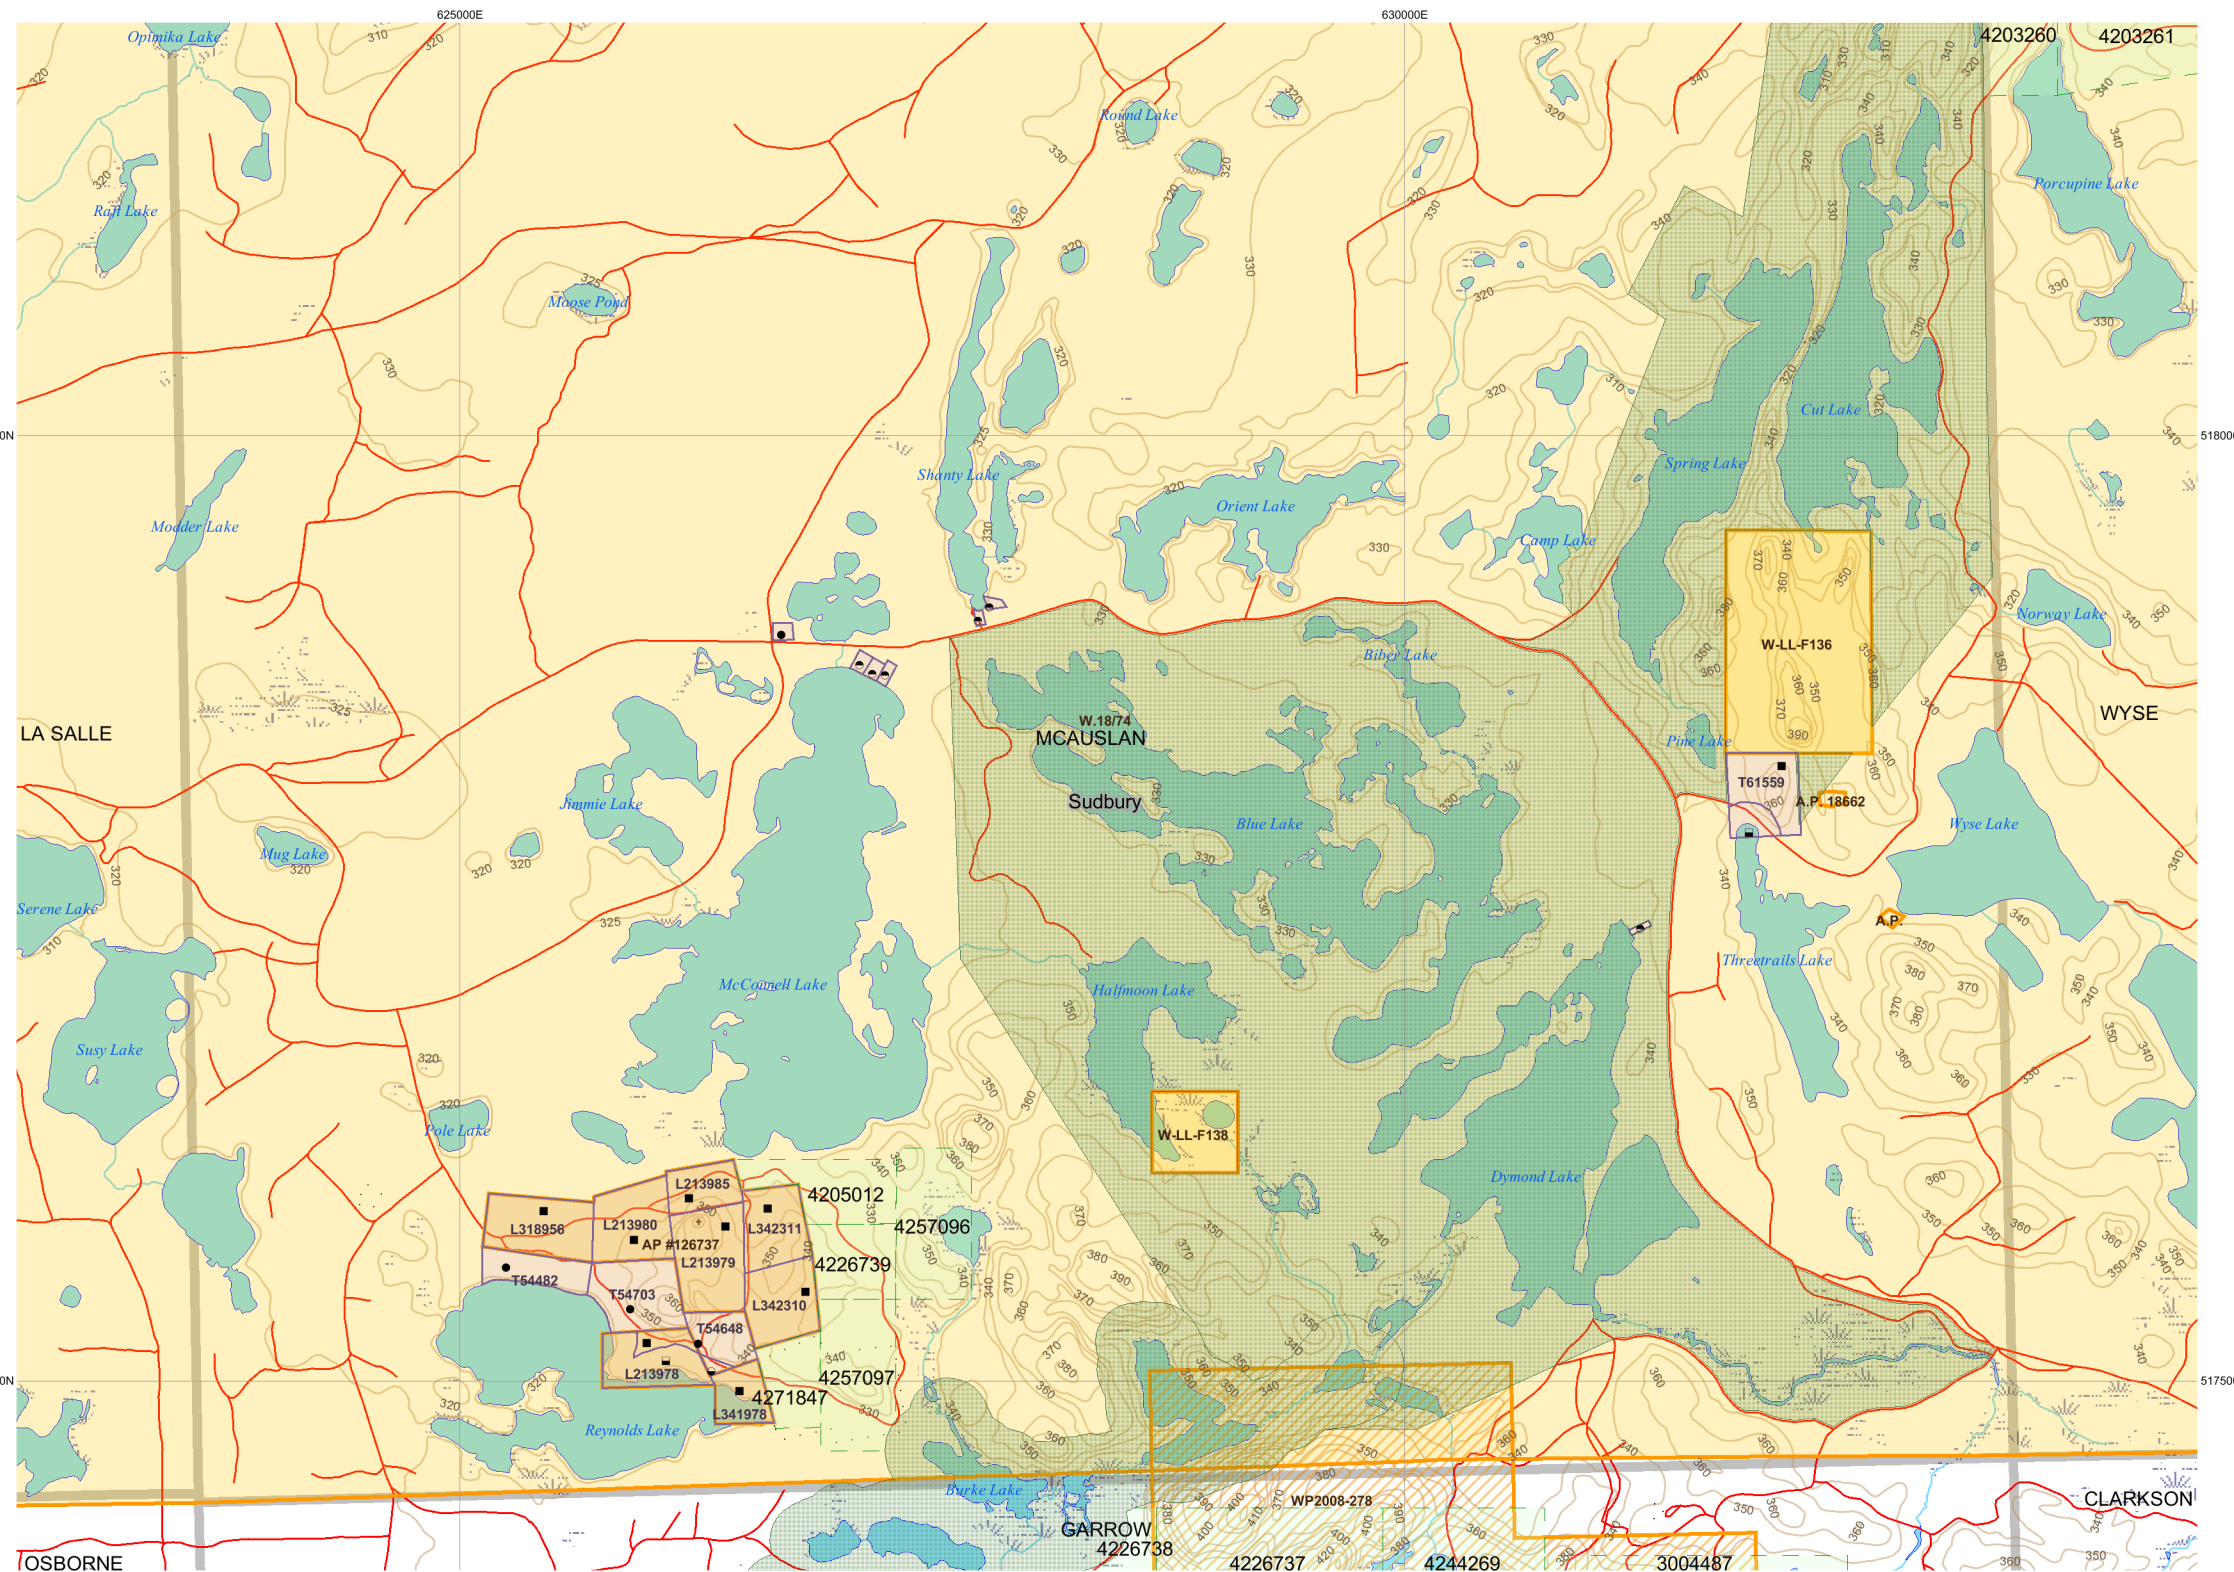 625000E
630000E
Opimika Lake
4203260
4203261
Round Lake
Porcupine Lake
Raft Lake
Moose Pond
Cut Lake
0N
518000
Spring Lake
Shanty Lake
Orient Lake
Modder Lake
Camp Lake
Norway Lake
W-LL-F136
Biber Lake
W.18/74
MCAUSLAN
LA SALLE
WYSE
Pine Lake
T61559
Sudbury
A.P. 18662
Jimmie Lake
Blue Lake
Wyse Lake
Mug Lake
Serene Lake
A.P.
Threetrails Lake
McConnell Lake
Halfmoon Lake
Susy Lake
Pole Lake
W-LL-F138
Dymond Lake
L213985
4205012
L318956
L213980
L342311
4257096
AP #126737
L213979
4226739
T54482
T54703
L342310
T54648
L213978
4257097
0N
517500
4271847
L341978
Reynolds Lake
Burke Lake
WP2008-278
CLARKSON
GARROW
4226738
OSBORNE
4226737
4244269
3004487